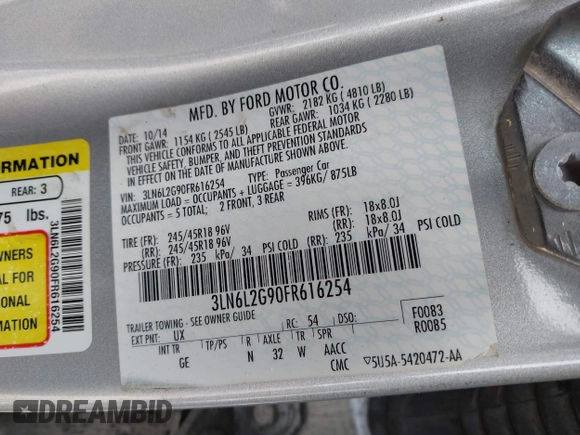 MFD. BY FORD MOTOR CO.
DATE: 10/14 GVWR: 2182 KG ( 4810 LB)
FRONT GAWR: 1154 KG ( 2545 LB) REAR GAWR: 1034 KG ( 2280 LB)
THIS VEHICLE CONFORMS TO ALL APPLICABLE FEDERAL MOTOR
VEHICLE SAFETY, BUMPER, AND THEFT PREVENTION STANDARDS
IN EFFECT ON THE DATE OF MANUFACTURE SHOWN ABOVE.
VIN: 3LN6L2G90FR616254 TYPE: Passenger Car
MAXIMUM LOAD = OCCUPANTS + LUGGAGE = 396KG/ 875LB
OCCUPANTS = 5 TOTAL: 2 FRONT, 3 REAR
TIRE (FR): 245/45R18 96V RIMS (FR): 18x8.0J
(RR): 245/45R18 96V (RR): 18x8.0J
PRESSURE (FR): 235 kPa/ 34 PSI COLD (RR): 235 kPa/ 34 PSI COLD
3LN6L2G90FR616254
TRAILER TOWING - SEE OWNER GUIDE
EXT PNT: UX RC: 54 DSO: F0083
R0085
INT TR TP/PS R AXLE TR SPR
GE N 32 W AACC
CMC ▽5U5A-5420472-AA
ORMATION
REAR: 3
75 lbs.
WNERS
AL FOR
IONAL
RMATION
3LN6L2G90FR616254
DREAMBID